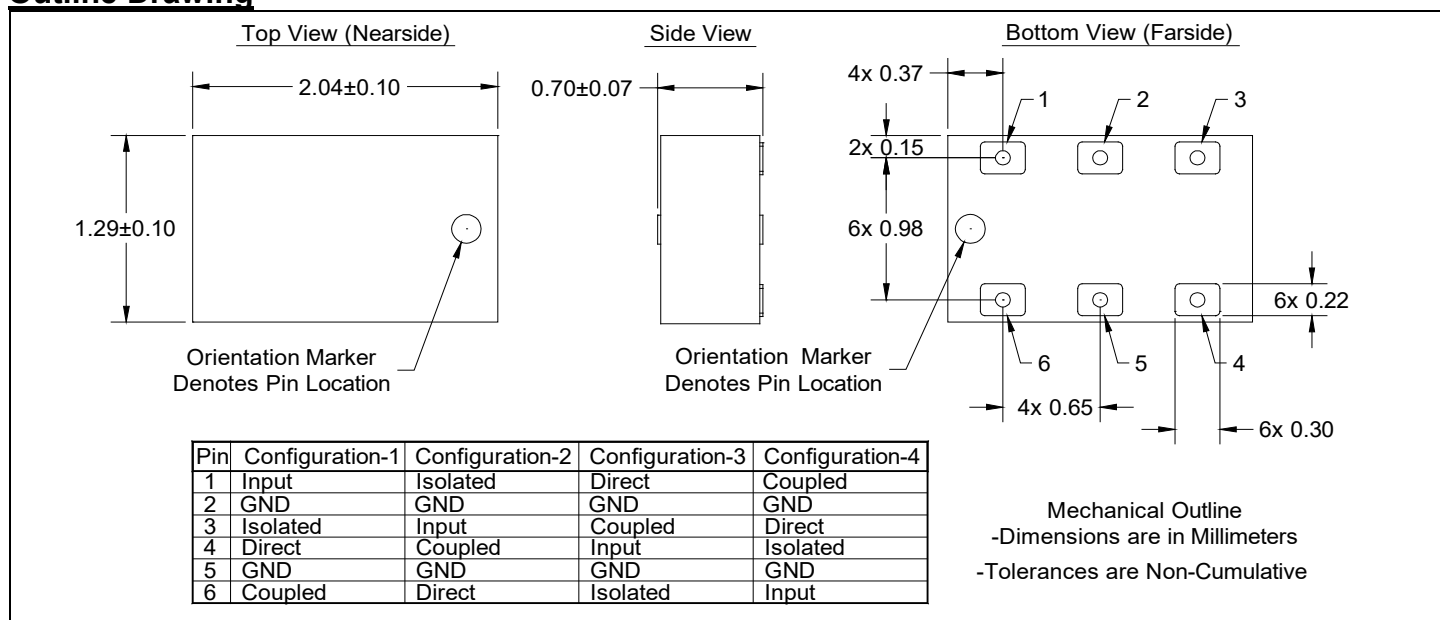 Outline Drawing
Top View (Nearside)
Side View
Bottom View (Farside)
2.04±0.10
0.70±0.07
4x 0.37
1
2
3
2x 0.15
1.29±0.10
6x 0.98
6x 0.22
Orientation Marker
Denotes Pin Location
Orientation Marker
Denotes Pin Location
6
5
4
4x 0.65
6x 0.30
Pin Configuration-1 Configuration-2 Configuration-3 Configuration-4
1 Input Isolated Direct Coupled
2 GND GND GND GND
3 Isolated Input Coupled Direct
4 Direct Coupled Input Isolated
5 GND GND GND GND
6 Coupled Direct Isolated Input
Mechanical Outline
-Dimensions are in Millimeters
-Tolerances are Non-Cumulative